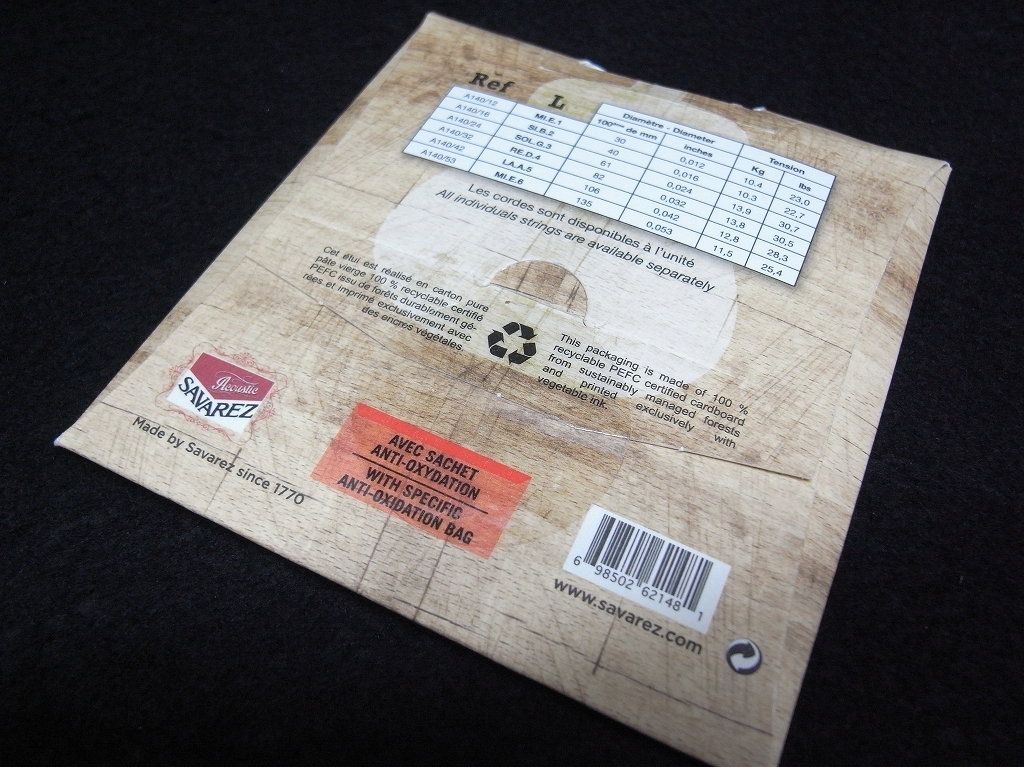 Ref L
Diamètre - Diameter Tension
100ème de mm inches Kg lbs
A140/12 MI.E.1 30 0,012 10.4 23,0
A140/16 SI.B.2 40 0,016 10.3 22,7
A140/24 SOL.G.3 61 0,024 13,9 30,7
A140/32 RE.D.4 82 0,032 13,8 30,5
A140/42 LA.A.5 106 0,042 12,8 28,3
A140/53 MI.E.6 135 0,053 11,5 25,4
Les cordes sont disponibles à l'unité
All individuals strings are available separately
Cet étui est réalisé en carton pure
pâte vierge 100 % recyclable certifié
PEFC issu de forêts durablement gé-
rées et imprimé exclusivement avec
des encres végétales.
This packaging is made of 100 %
recyclable PEFC certified cardboard
from sustainably managed forests
and printed exclusively with
vegetable ink.
Acoustic
SAVAREZ
Made by Savarez since 1770
AVEC SACHET
ANTI-OXYDATION
WITH SPECIFIC
ANTI-OXIDATION BAG
6 98502 62148 1
www.savarez.com